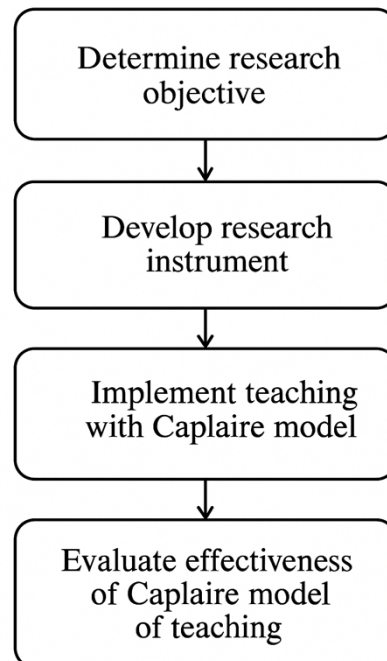 Determine research
objective
Develop research
instrument
Implement teaching
with Caplaire model
Evaluate effectiveness
of Caplaire model
of teaching